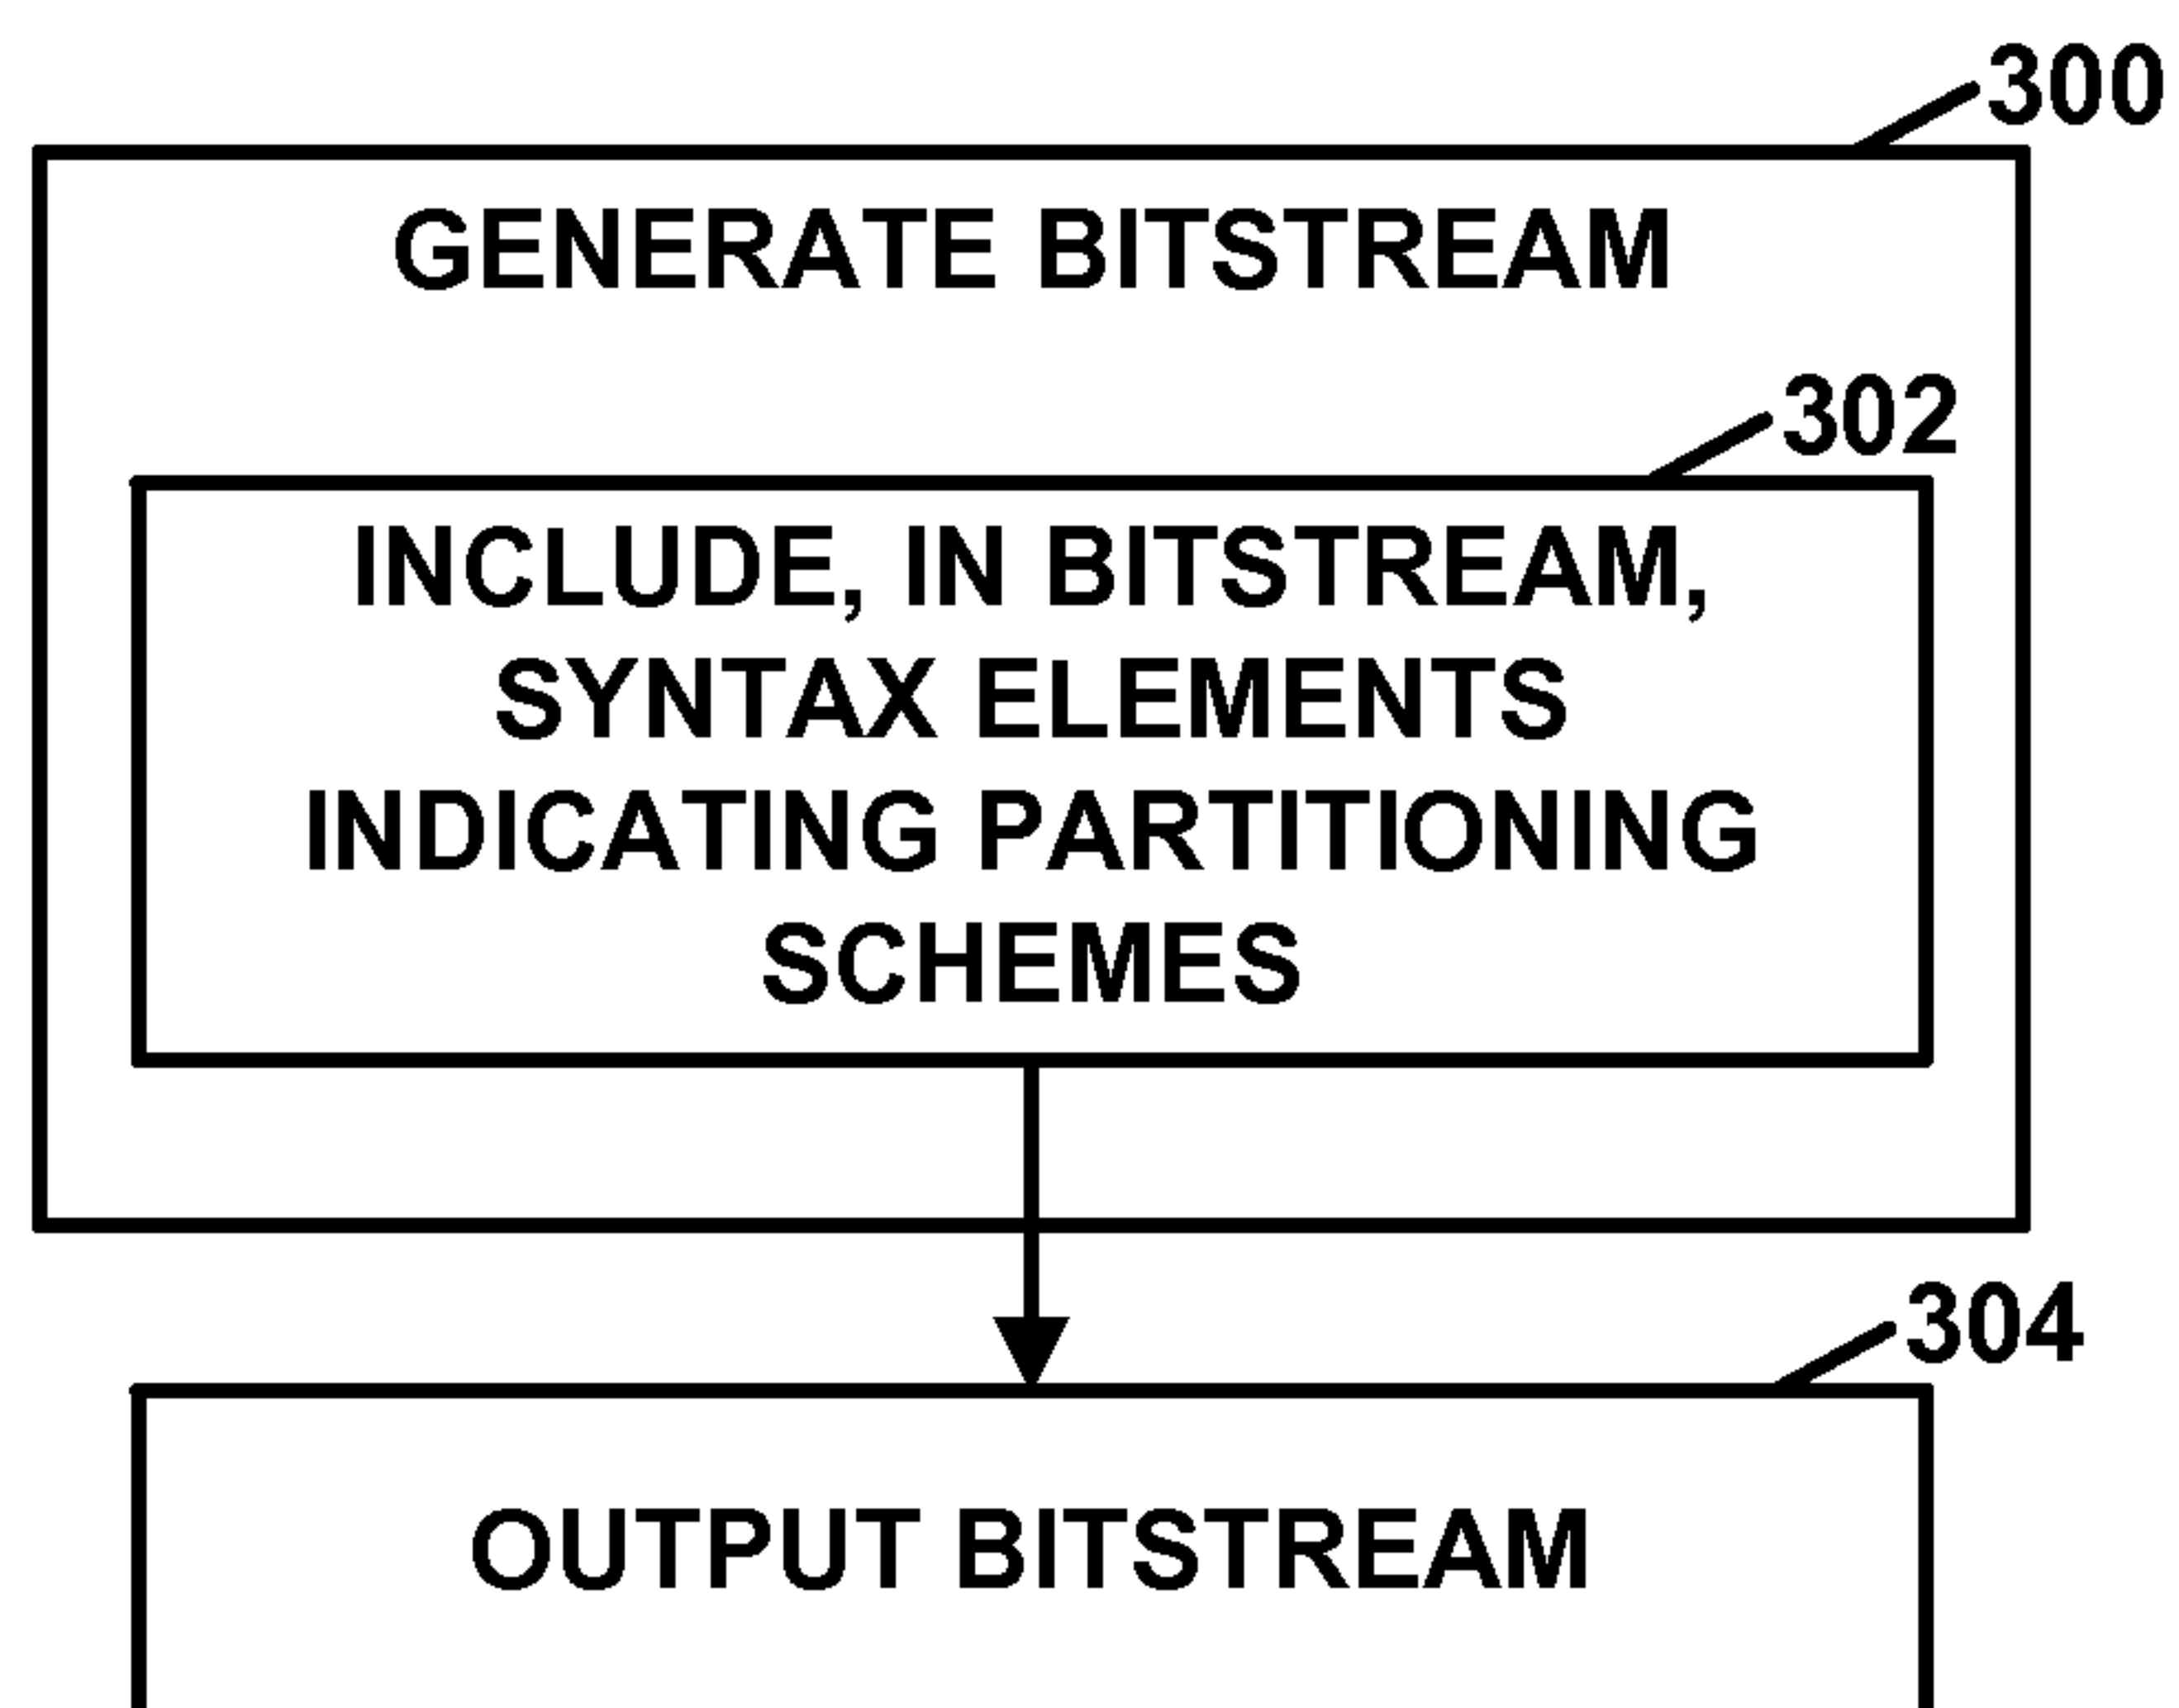 300
GENERATE BITSTREAM
302
INCLUDE, IN BITSTREAM,
SYNTAX ELEMENTS
INDICATING PARTITIONING
SCHEMES
304
OUTPUT BITSTREAM